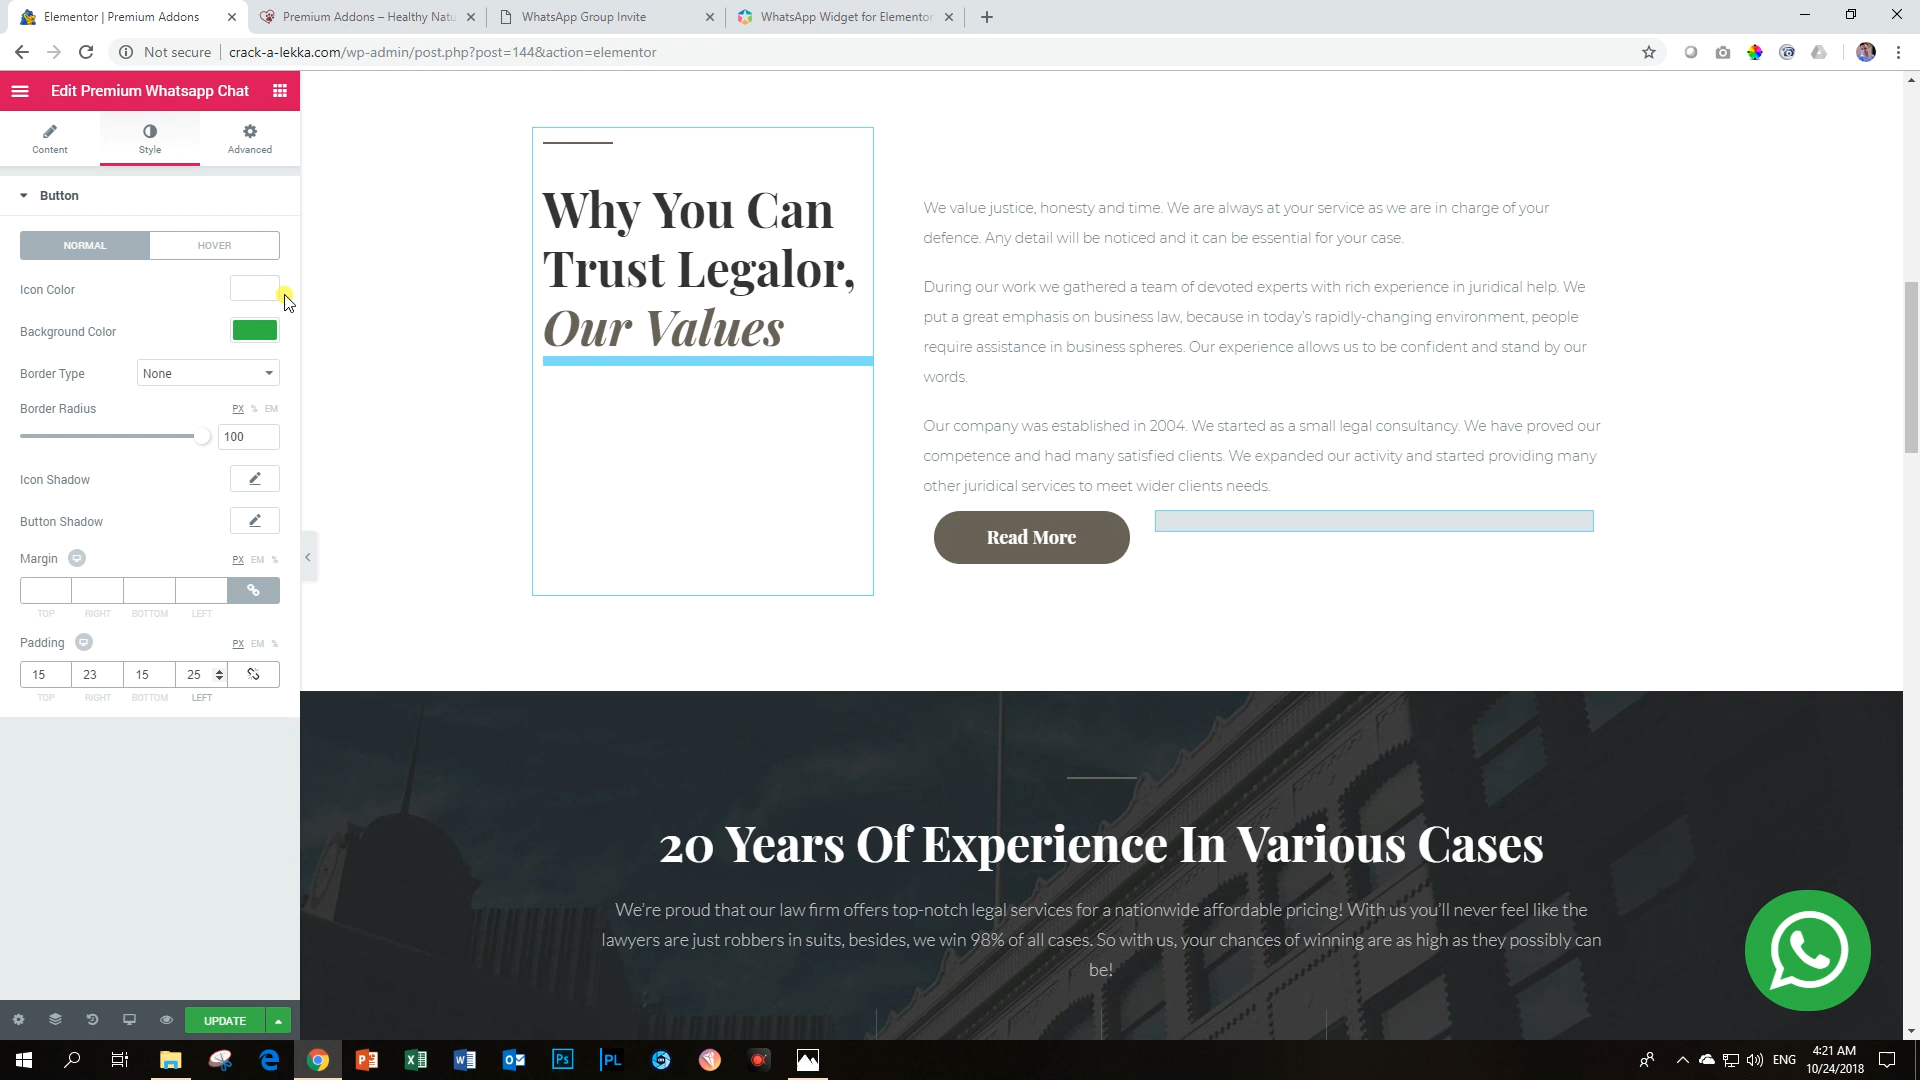 Elementor | Premium Addons
Premium Addons – Healthy Natu
WhatsApp Group Invite
WhatsApp Widget for Elementor
Not secure
crack-a-lekka.com/wp-admin/post.php?post=144&action=elementor
Edit Premium Whatsapp Chat
Content
Style
Advanced
Button
NORMAL
HOVER
Icon Color
Background Color
Border Type
None
Border Radius
PX % EM
100
Icon Shadow
Button Shadow
Margin
PX EM %
TOP RIGHT BOTTOM LEFT
Padding
PX EM %
15 23 15 25
TOP RIGHT BOTTOM LEFT
UPDATE
Why You Can
Trust Legalor,
Our Values
We value justice, honesty and time. We are always at your service as we are in charge of your
defence. Any detail will be noticed and it can be essential for your case.
During our work we gathered a team of devoted experts with rich experience in juridical help. We
put a great emphasis on business law, because in today’s rapidly-changing environment, people
require assistance in business spheres. Our experience allows us to be confident and stand by our
words.
Our company was established in 2004. We started as a small legal consultancy. We have proved our
competence and had many satisfied clients. We expanded our activity and started providing many
other juridical services to meet wider clients needs.
Read More
20 Years Of Experience In Various Cases
We’re proud that our law firm offers top-notch legal services for a nationwide affordable pricing! With us you’ll never feel like the
lawyers are just robbers in suits, besides, we win 98% of all cases. So with us, your chances of winning are as high as they possibly can
be!
Ps
PL
ENG
4:21 AM
10/24/2018